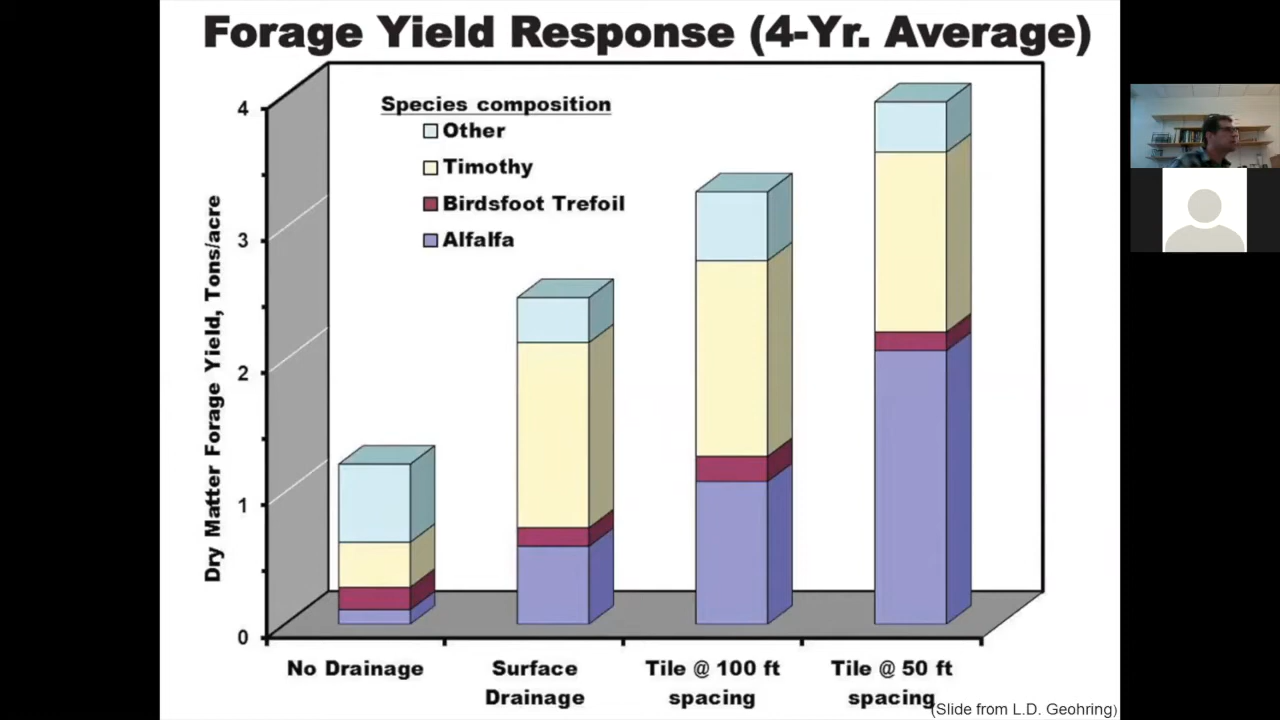 Forage Yield Response (4-Yr. Average)
Species composition
Other
Timothy
Birdsfoot Trefoil
Alfalfa
Dry Matter Forage Yield, Tons/acre
4
3
2
1
0
No Drainage
Surface
Drainage
Tile @ 100 ft
spacing
Tile @ 50 ft
spacing
(Slide from L.D. Geohring)